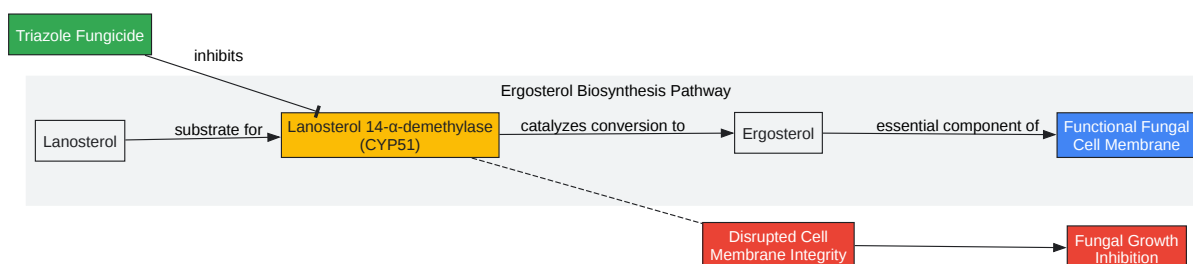 Triazole Fungicide
inhibits
Ergosterol Biosynthesis Pathway
Lanosterol
substrate for
Lanosterol 14-α-demethylase
(CYP51)
catalyzes conversion to
Ergosterol
essential component of
Functional Fungal
Cell Membrane
Disrupted Cell
Membrane Integrity
Fungal Growth
Inhibition